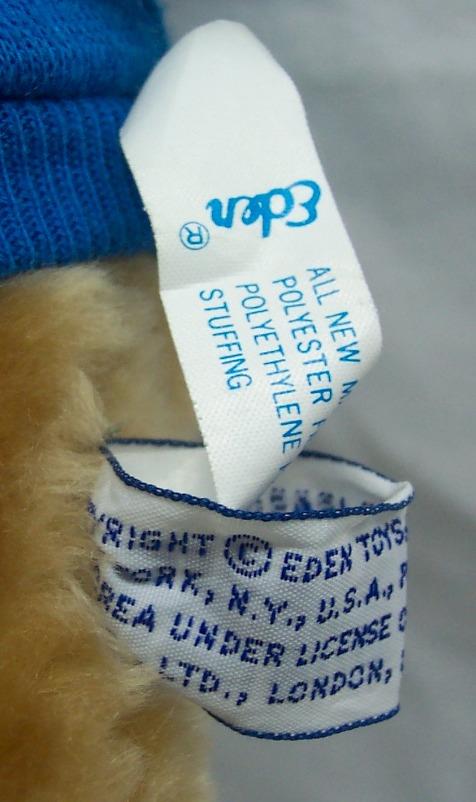 Eden ®
ALL NEW
POLYESTER
POLYETHYLENE
STUFFING
RIGHT © EDEN TOYS
ORK, N.Y., U.S.A.,
REA UNDER LICENSE
LTD., LONDON,